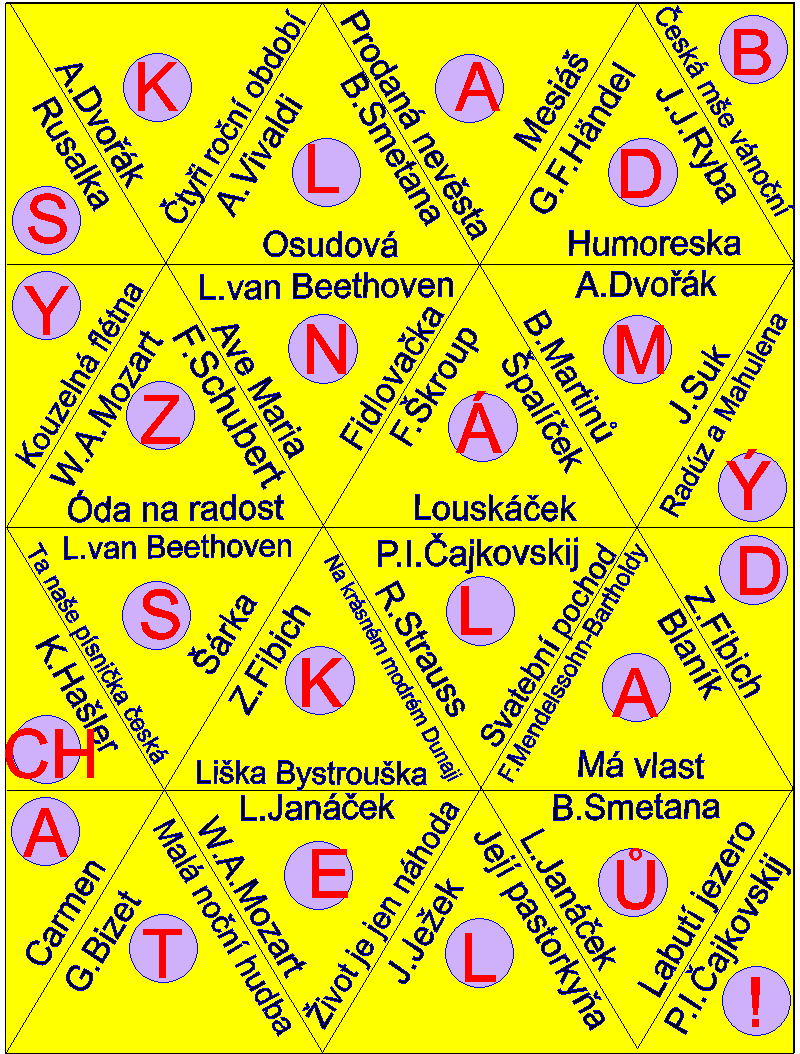 A.Dvořák
Rusalka
S
K
Čtyři roční období
A.Vivaldi
L
Prodaná nevěsta
B.Smetana
A
Mesiáš
G.F.Händel
D
Česká mše vánoční
J.J.Ryba
B
Osudová
Humoreska
Y
Kouzelná flétna
W.A.Mozart
Z
L.van Beethoven
N
Ave Maria
F.Schubert
Fidlovačka
F.Škroup
Á
A.Dvořák
M
B.Martinů
Špalíček
J.Suk
Radúz a Mahulena
Ý
Óda na radost
Louskáček
L.van Beethoven
S
Ta naše písnička česká
K.Hašler
CH
Šárka
Z.Fibich
K
P.I.Čajkovskij
L
Na krásném modrém Dunaji
R.Strauss
Svatební pochod
F.Mendelssohn-Bartholdy
A
Z.Fibich
Blaník
D
Liška Bystrouška
Má vlast
A
Carmen
G.Bizet
T
L.Janáček
E
W.A.Mozart
Malá noční hudba
Život je jen náhoda
J.Ježek
L
B.Smetana
Ů
L.Janáček
Její pastorkyňa
Labutí jezero
P.I.Čajkovskij
!